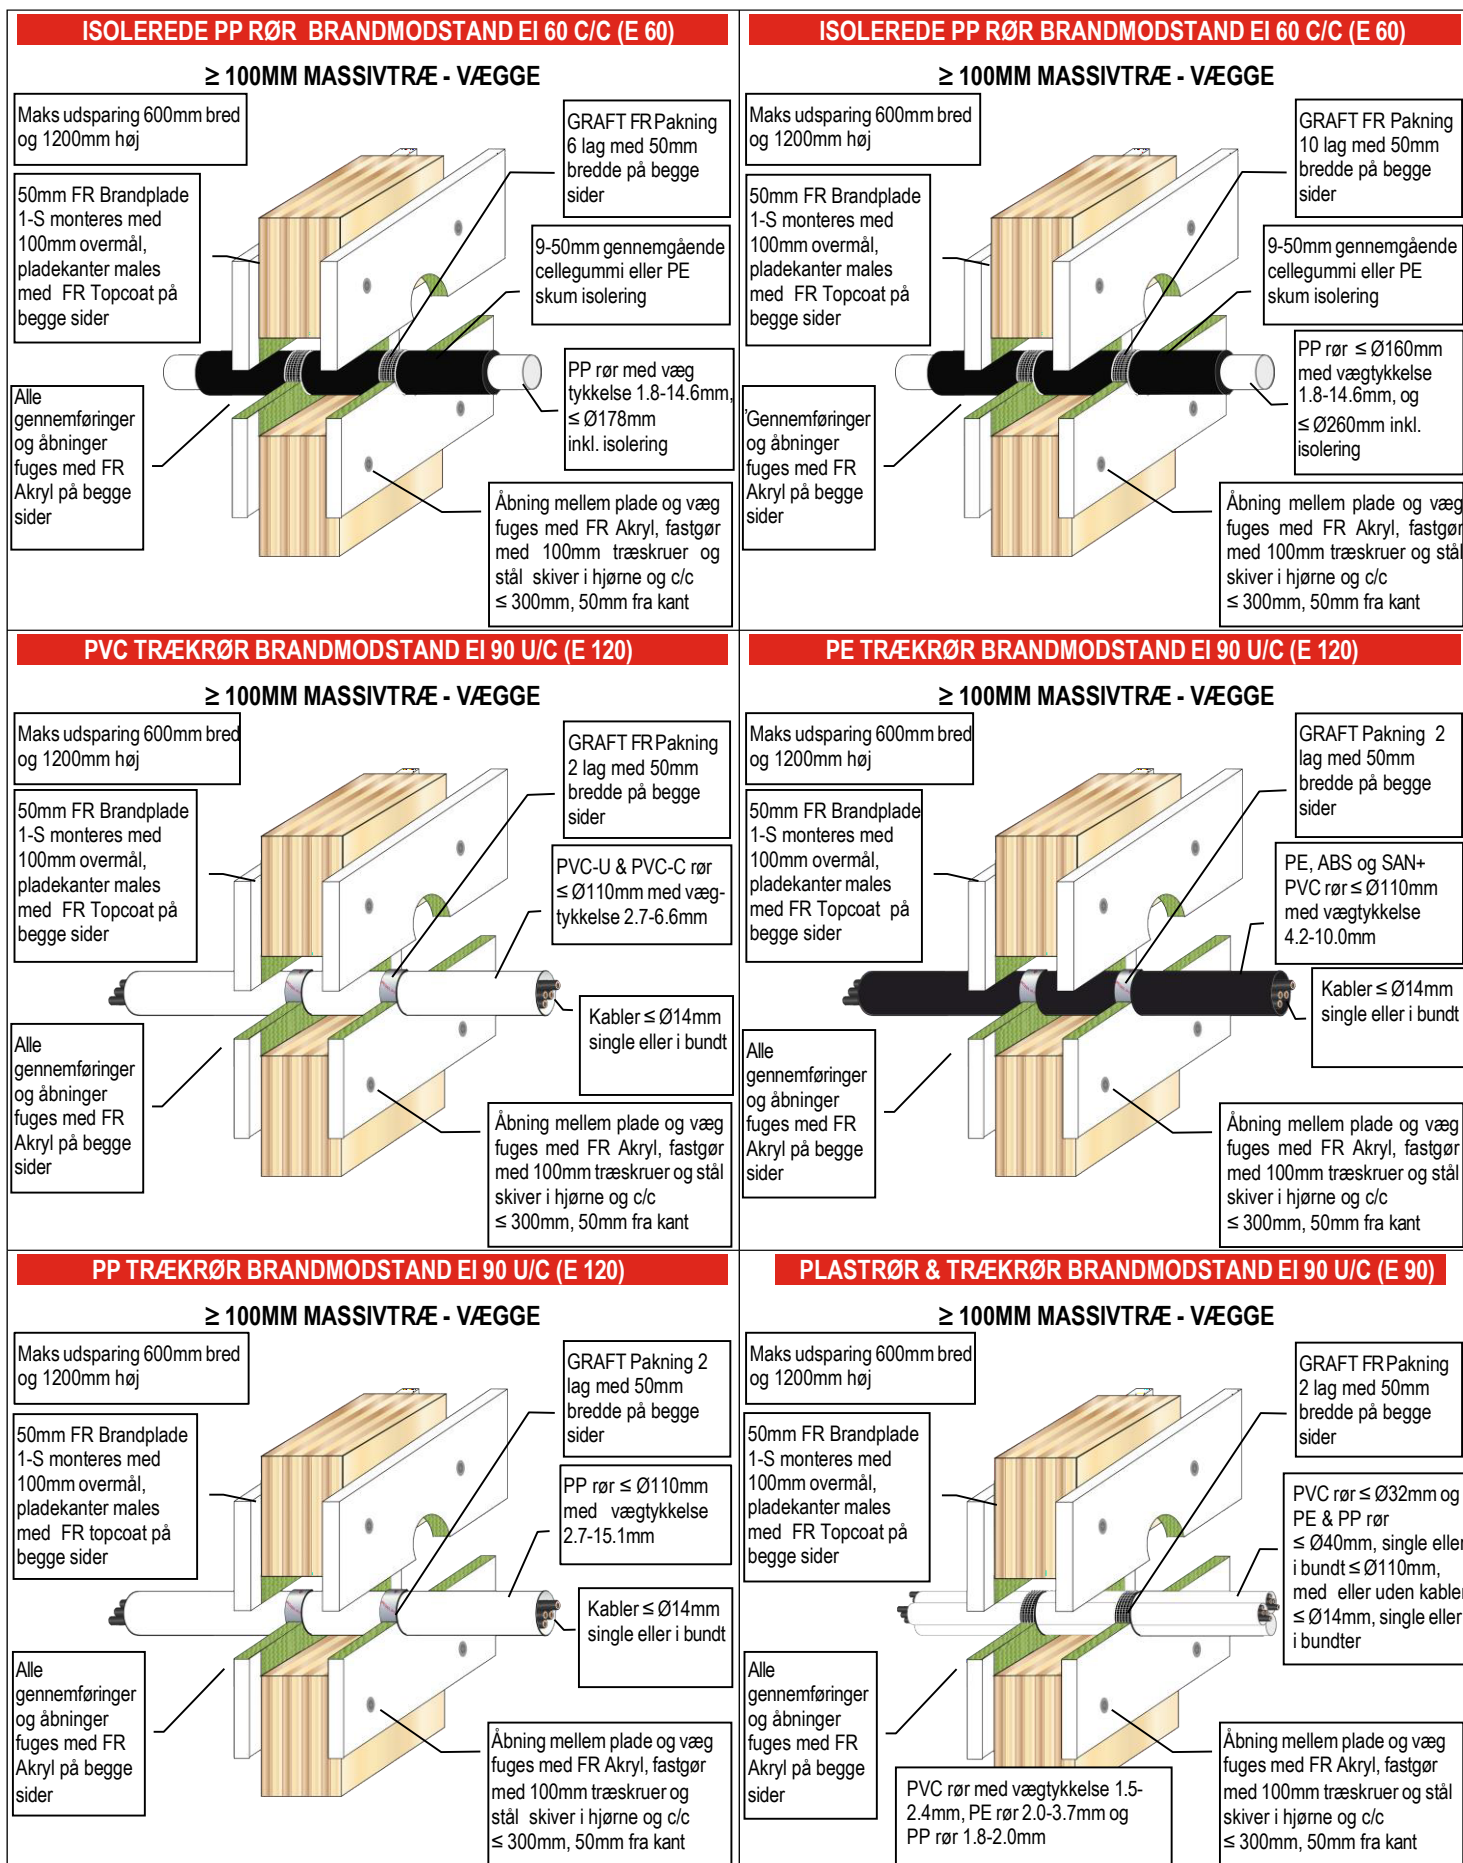 ISOLEREDE PP RØR BRANDMODSTAND EI 60 C/C (E 60)
≥ 100MM MASSIVTRÆ - VÆGGE
Maks udsparing 600mm bred
og 1200mm høj
GRAFT FR Pakning
6 lag med 50mm
bredde på begge
sider
50mm FR Brandplade
1-S monteres med
100mm overmål,
pladekanter males
med FR Topcoat på
begge sider
9-50mm gennemgående
cellegummi eller PE
skum isolering
PP rør med væg
tykkelse 1.8-14.6mm,
≤ Ø178mm
inkl. isolering
Alle
gennemføringer
og åbninger
fuges med FR
Akryl på begge
sider
Åbning mellem plade og væg
fuges med FR Akryl, fastgør
med 100mm træskruer og
stål skiver i hjørne og c/c
≤ 300mm, 50mm fra kant
ISOLEREDE PP RØR BRANDMODSTAND EI 60 C/C (E 60)
≥ 100MM MASSIVTRÆ - VÆGGE
Maks udsparing 600mm bred
og 1200mm høj
GRAFT FR Pakning
10 lag med 50mm
bredde på begge
sider
50mm FR Brandplade
1-S monteres med
100mm overmål,
pladekanter males
med FR Topcoat på
begge sider
9-50mm gennemgående
cellegummi eller PE
skum isolering
PP rør ≤ Ø160mm
med vægtykkelse
1.8-14.6mm, og
≤ Ø260mm inkl.
isolering
'Gennemføringer
og åbninger
fuges med FR
Akryl på begge
sider
Åbning mellem plade og væg
fuges med FR Akryl, fastgør
med 100mm træskruer og stål
skiver i hjørne og c/c
≤ 300mm, 50mm fra kant
PVC TRÆKRØR BRANDMODSTAND EI 90 U/C (E 120)
≥ 100MM MASSIVTRÆ - VÆGGE
Maks udsparing 600mm bred
og 1200mm høj
GRAFT FR Pakning
2 lag med 50mm
bredde på begge
sider
50mm FR Brandplade
1-S monteres med
100mm overmål,
pladekanter males
med FR Topcoat på
begge sider
PVC-U & PVC-C rør
≤ Ø110mm med væg-
tykkelse 2.7-6.6mm
Kabler ≤ Ø14mm
single eller i bundt
Alle
gennemføringer
og åbninger
fuges med FR
Akryl på begge
sider
Åbning mellem plade og væg
fuges med FR Akryl, fastgør
med 100mm træskruer og stål
skiver i hjørne og c/c
≤ 300mm, 50mm fra kant
PE TRÆKRØR BRANDMODSTAND EI 90 U/C (E 120)
≥ 100MM MASSIVTRÆ - VÆGGE
Maks udsparing 600mm bred
og 1200mm høj
GRAFT Pakning 2
lag med 50mm
bredde på begge
sider
50mm FR Brandplade
1-S monteres med
100mm overmål,
pladekanter males
med FR Topcoat på
begge sider
PE, ABS og SAN+
PVC rør ≤ Ø110mm
med vægtykkelse
4.2-10.0mm
Kabler ≤ Ø14mm
single eller i bundt
Alle
gennemføringer
og åbninger
fuges med FR
Akryl på begge
sider
Åbning mellem plade og væg
fuges med FR Akryl, fastgør
med 100mm træskruer og stål
skiver i hjørne og c/c
≤ 300mm, 50mm fra kant
PP TRÆKRØR BRANDMODSTAND EI 90 U/C (E 120)
≥ 100MM MASSIVTRÆ - VÆGGE
Maks udsparing 600mm bred
og 1200mm høj
GRAFT Pakning 2
lag med 50mm
bredde på begge
sider
50mm FR Brandplade
1-S monteres med
100mm overmål,
pladekanter males
med FR topcoat på
begge sider
PP rør ≤ Ø110mm
med vægtykkelse
2.7-15.1mm
Kabler ≤ Ø14mm
single eller i bundt
Alle
gennemføringer
og åbninger
fuges med FR
Akryl på begge
sider
Åbning mellem plade og væg
fuges med FR Akryl, fastgør
med 100mm træskruer og
stål skiver i hjørne og c/c
≤ 300mm, 50mm fra kant
PLASTRØR & TRÆKRØR BRANDMODSTAND EI 90 U/C (E 90)
≥ 100MM MASSIVTRÆ - VÆGGE
Maks udsparing 600mm bred
og 1200mm høj
GRAFT FR Pakning
2 lag med 50mm
bredde på begge
sider
50mm FR Brandplade
1-S monteres med
100mm overmål,
pladekanter males
med FR Topcoat på
begge sider
PVC rør ≤ Ø32mm og
PE & PP rør
≤ Ø40mm, single eller
i bundt ≤ Ø110mm,
med eller uden kabler
≤ Ø14mm, single eller
i bundter
Alle
gennemføringer
og åbninger
fuges med FR
Akryl på begge
sider
PVC rør med vægtykkelse 1.5-
2.4mm, PE rør 2.0-3.7mm og
PP rør 1.8-2.0mm
Åbning mellem plade og væg
fuges med FR Akryl, fastgør
med 100mm træskruer og stål
skiver i hjørne og c/c
≤ 300mm, 50mm fra kant